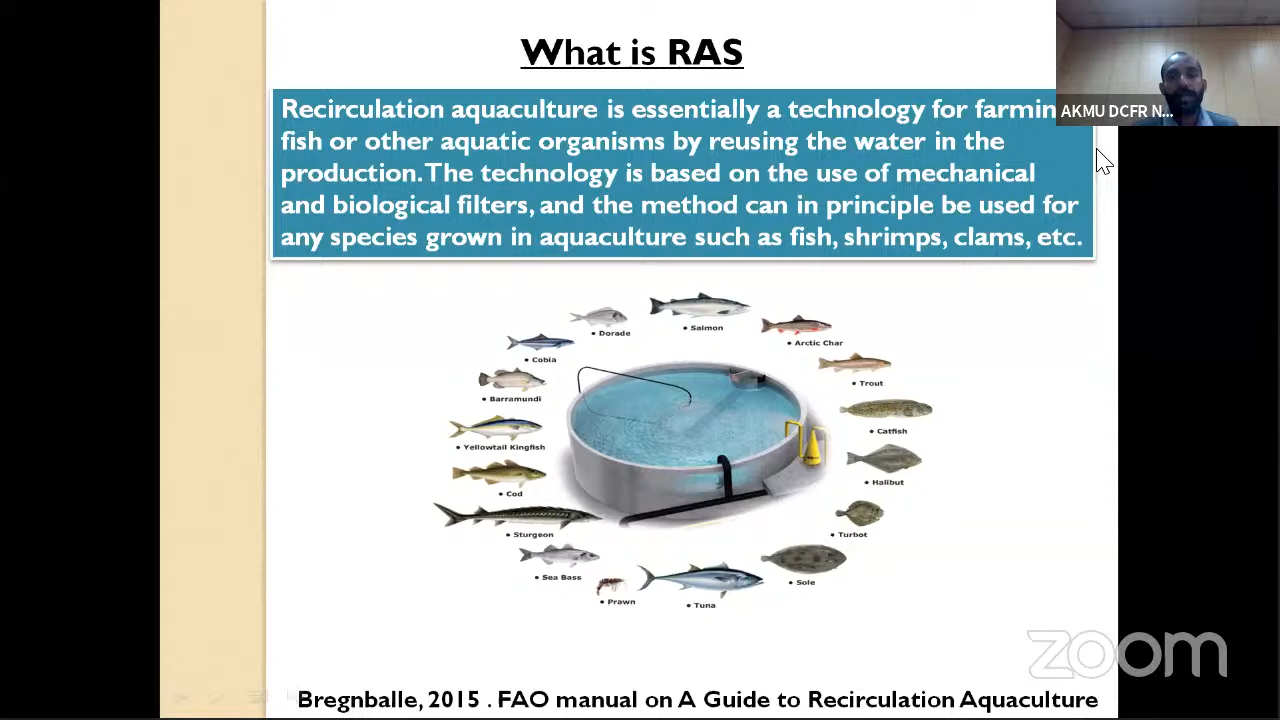 What is RAS
Recirculation aquaculture is essentially a technology for farmin
fish or other aquatic organisms by reusing the water in the
production. The technology is based on the use of mechanical
and biological filters, and the method can in principle be used for
any species grown in aquaculture such as fish, shrimps, clams, etc.
AKMU DCFR N...
• Salmon
• Dorade
• Arctic Char
• Cobia
• Trout
• Barramundi
• Catfish
• Yellowtail Kingfish
• Halibut
• Cod
• Sturgeon
• Turbot
• Sea Bass
• Sole
• Prawn
• Tuna
zoom
Bregnballe, 2015 . FAO manual on A Guide to Recirculation Aquaculture